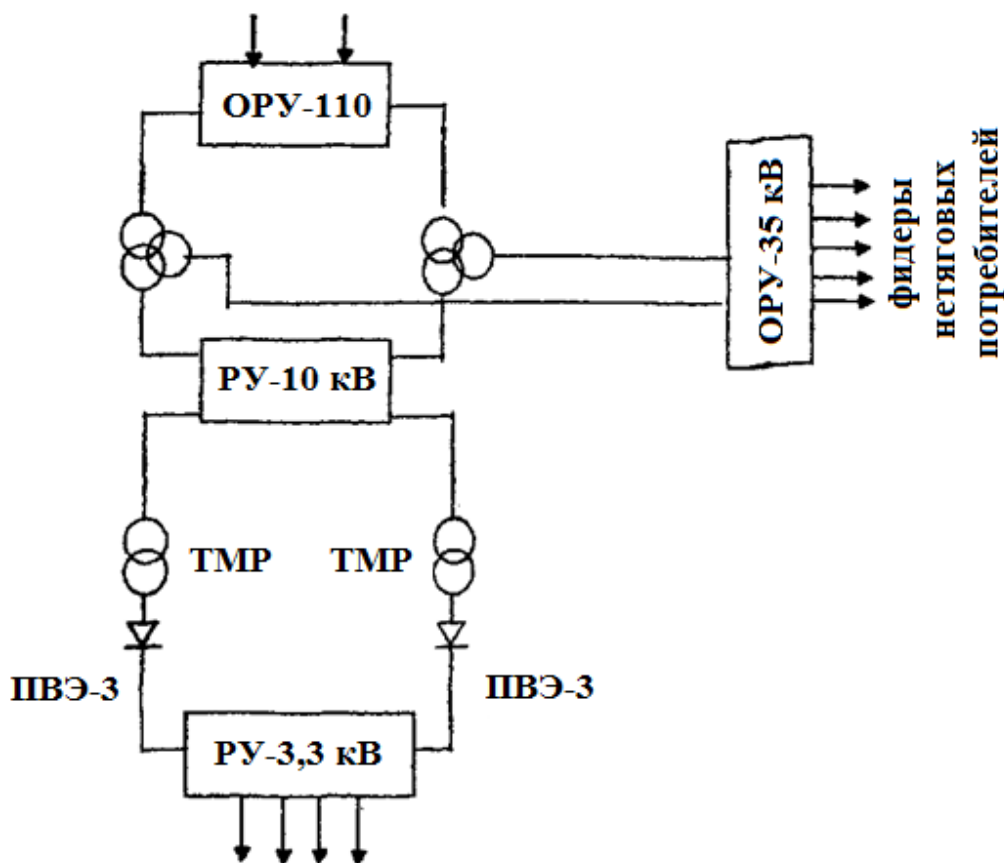 ОРУ-110
ОРУ-35 кВ
фидеры
нетяговых
потребителей
РУ-10 кВ
ТМР
ТМР
ПВЭ-3
ПВЭ-3
РУ-3,3 кВ